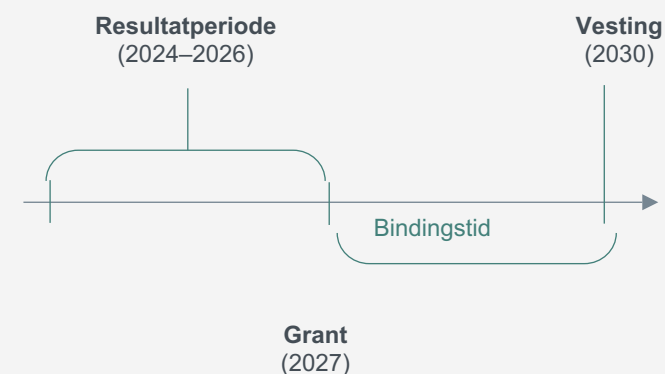 Resultatperiode
(2024–2026)
Vesting
(2030)
Bindingstid
Grant
(2027)